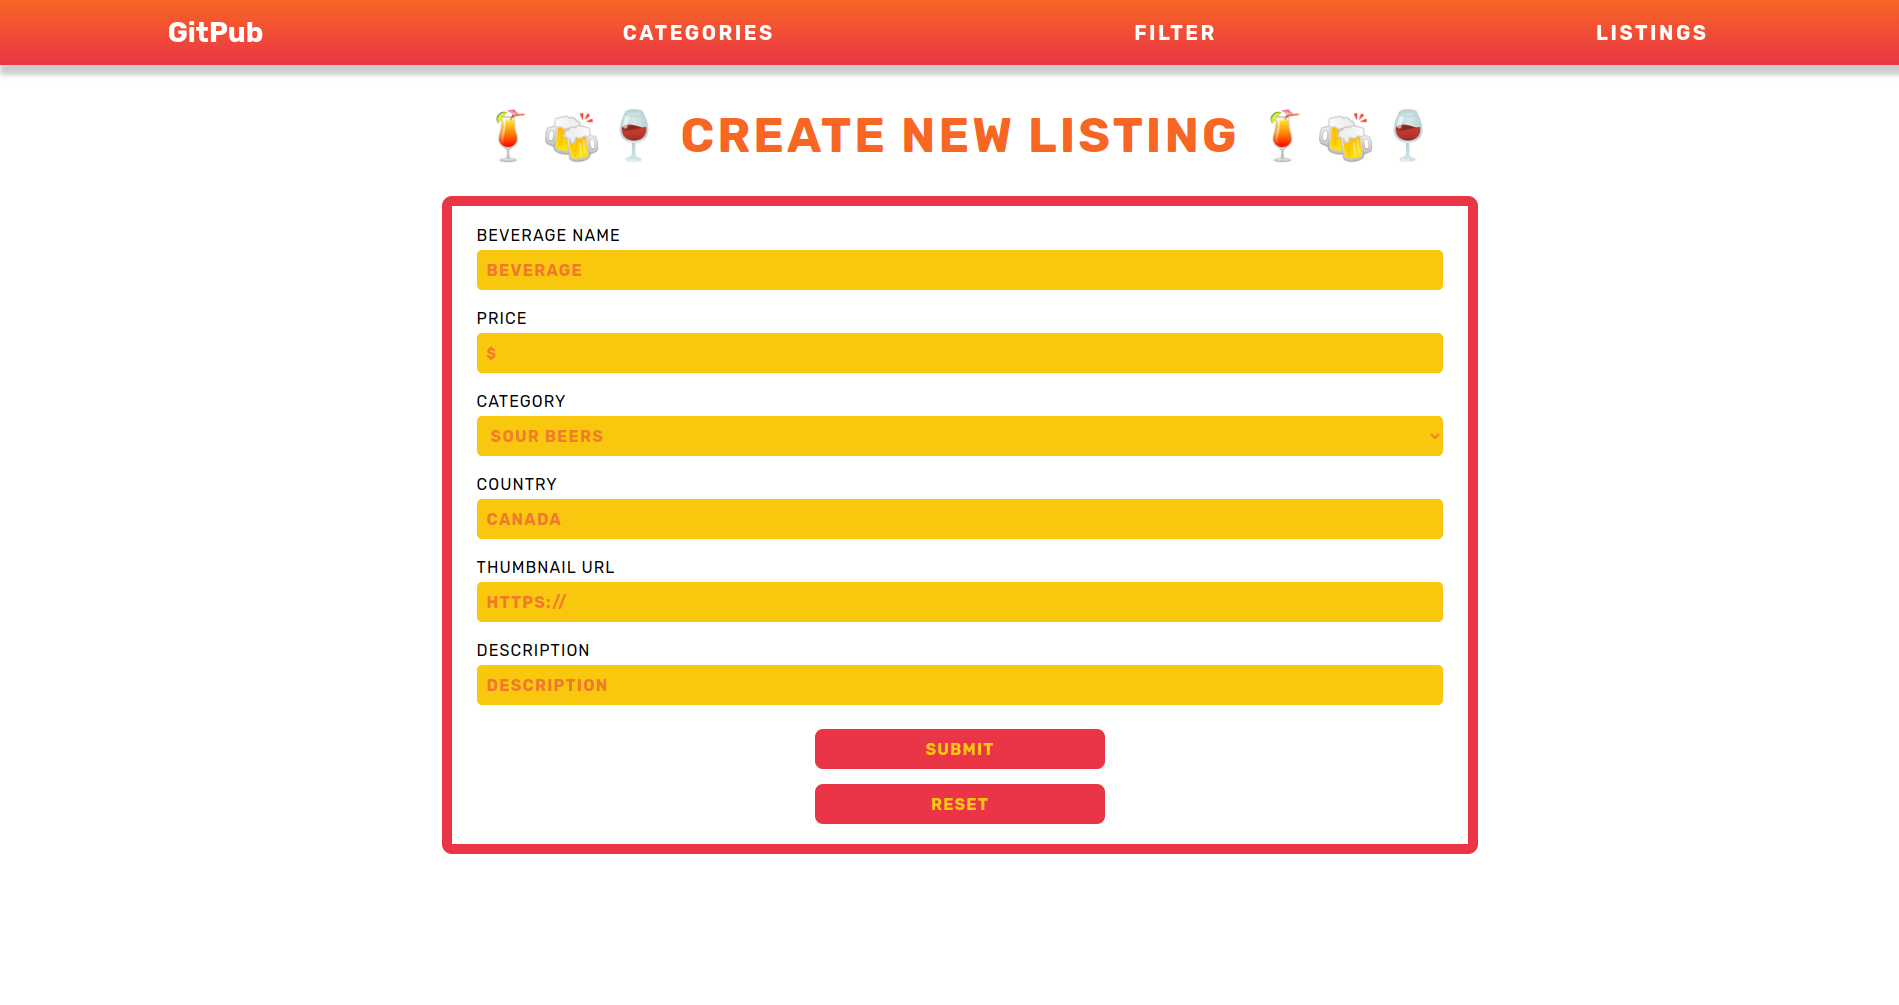 GitPub CATEGORIES FILTER LISTINGS
CREATE NEW LISTING
BEVERAGE NAME
BEVERAGE
PRICE
$
CATEGORY
SOUR BEERS
COUNTRY
CANADA
THUMBNAIL URL
HTTPS://
DESCRIPTION
DESCRIPTION
SUBMIT
RESET